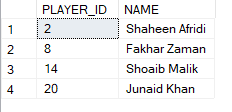 PLAYER_ID NAME
1 2 Shaheen Afridi
2 8 Fakhar Zaman
3 14 Shoaib Malik
4 20 Junaid Khan